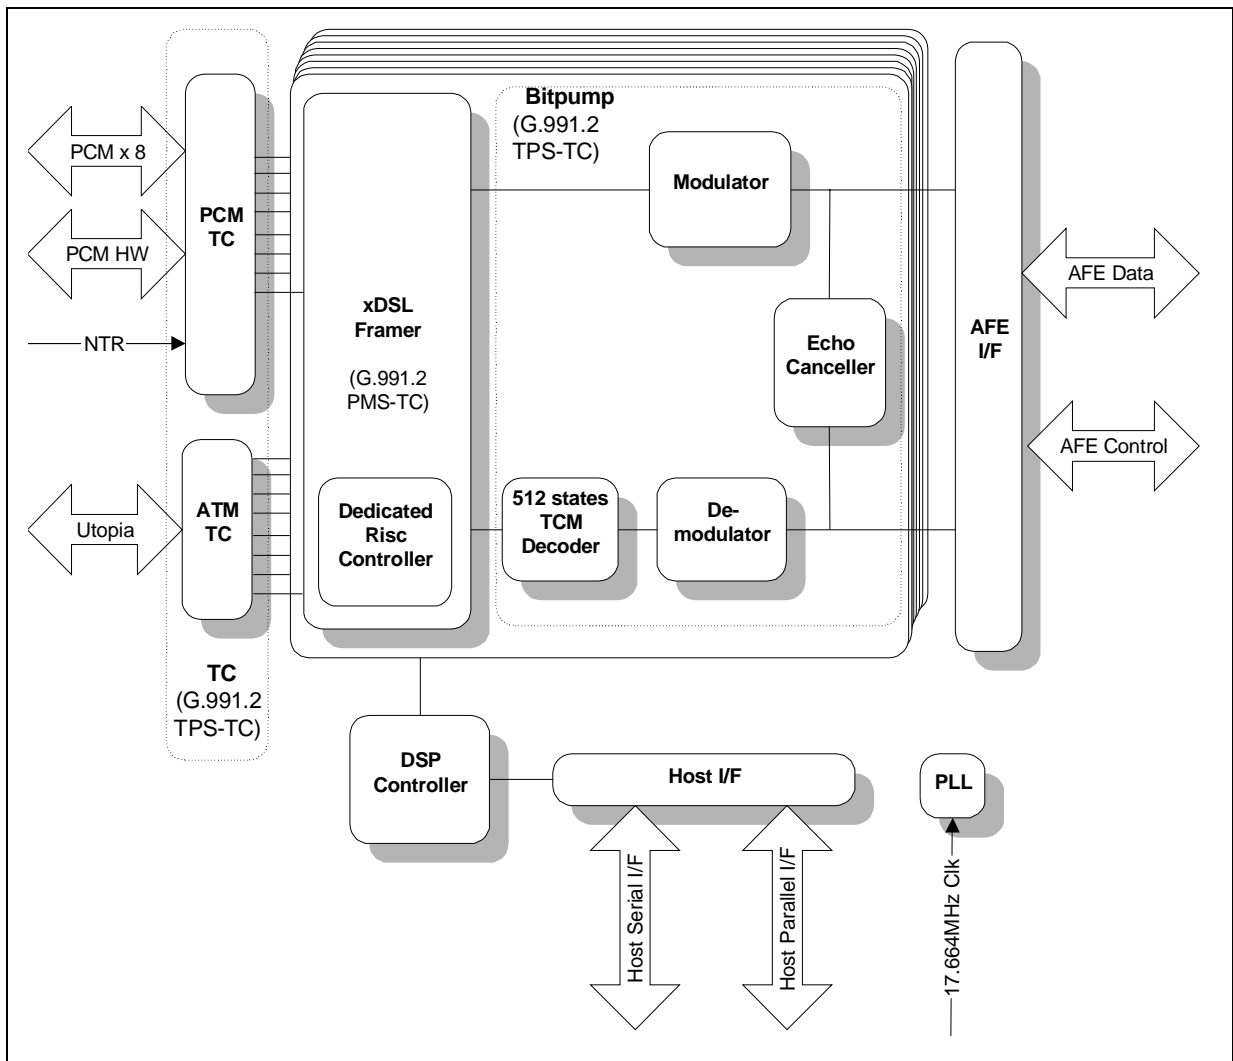 PCM x 8
PCM HW
NTR
Utopia
PCM
TC
ATM
TC
TC
(G.991.2
TPS-TC)
xDSL
Framer
(G.991.2
PMS-TC)
Dedicated
Risc
Controller
Bitpump
(G.991.2
TPS-TC)
Modulator
Echo
Canceller
512 states
TCM
Decoder
De-
modulator
AFE
I/F
AFE Data
AFE Control
DSP
Controller
Host I/F
PLL
Host Serial I/F
Host Parallel I/F
17.664MHz Clk